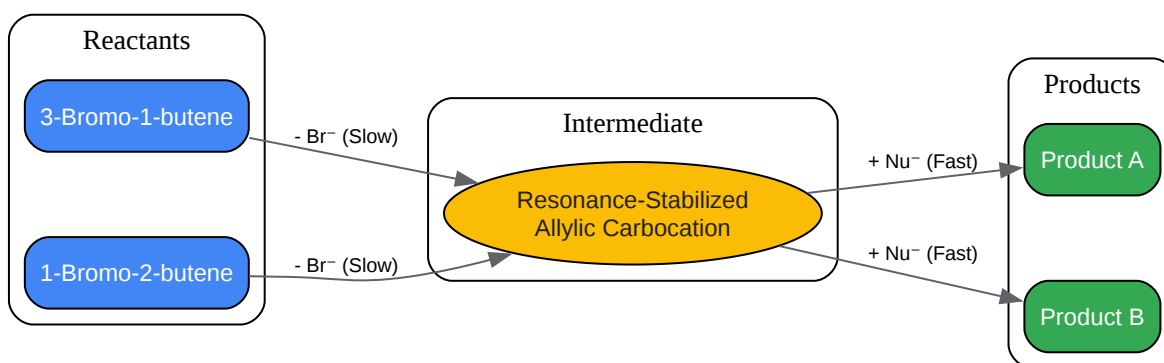 Reactants
3-Bromo-1-butene
1-Bromo-2-butene
- Br⁻ (Slow)
- Br⁻ (Slow)
Intermediate
Resonance-Stabilized
Allylic Carbocation
+ Nu⁻ (Fast)
+ Nu⁻ (Fast)
Products
Product A
Product B